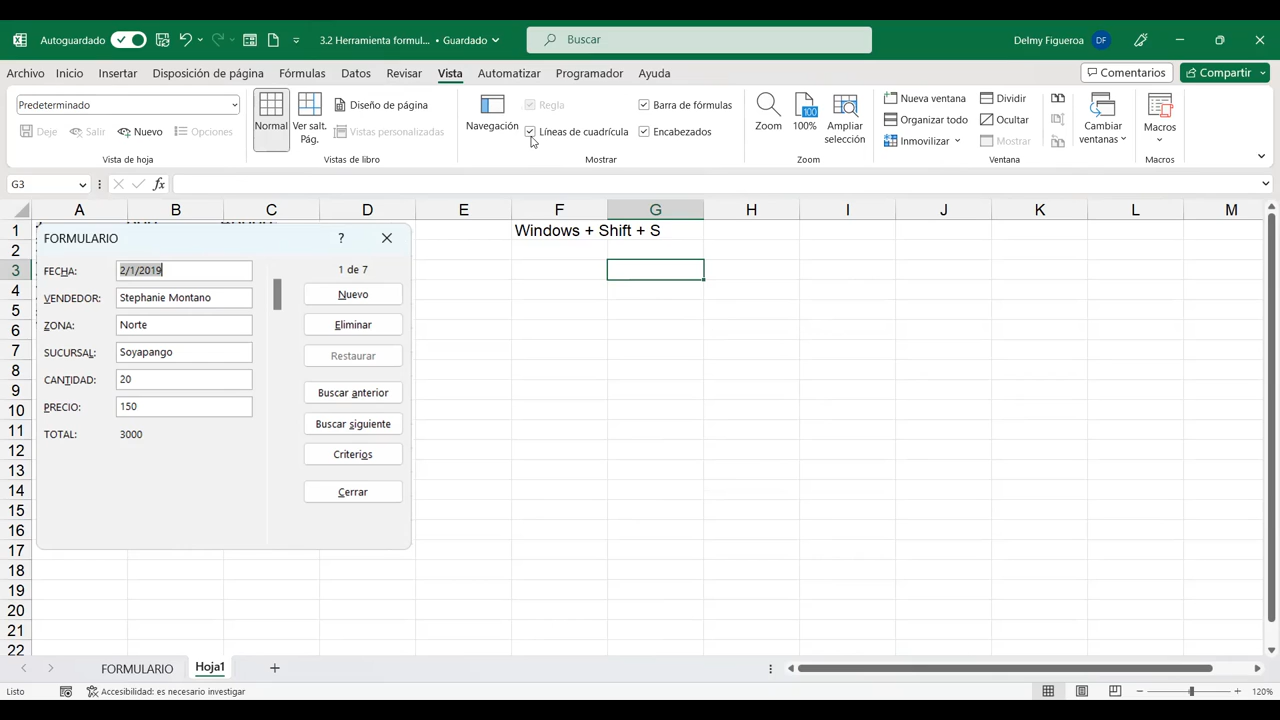 Autoguardado
3.2 Herramienta formul... • Guardado
Buscar
Delmy Figueroa
DF
Archivo Inicio Insertar Disposición de página Fórmulas Datos Revisar Vista Automatizar Programador Ayuda
Comentarios
Compartir
Predeterminado
Deje Salir Nuevo Opciones
Vista de hoja
Normal
Ver salt. Pág.
Diseño de página
Vistas personalizadas
Vistas de libro
Navegación
Regla
Líneas de cuadrícula
Barra de fórmulas
Encabezados
Mostrar
Zoom
100
100%
Ampliar selección
Zoom
Nueva ventana
Organizar todo
Inmovilizar
Dividir
Ocultar
Mostrar
Cambiar ventanas
Ventana
Macros
Macros
G3
fx
A B C D E F G H I J K L M
1
2
3
4
5
6
7
8
9
10
11
12
13
14
15
16
17
18
19
20
21
22
Windows + Shift + S
FORMULARIO ?
FECHA: 2/1/2019
VENDEDOR: Stephanie Montano
ZONA: Norte
SUCURSAL: Soyapango
CANTIDAD: 20
PRECIO: 150
TOTAL: 3000
1 de 7
Nuevo
Eliminar
Restaurar
Buscar anterior
Buscar siguiente
Criterios
Cerrar
FORMULARIO Hoja1
Listo
Accesibilidad: es necesario investigar
120%